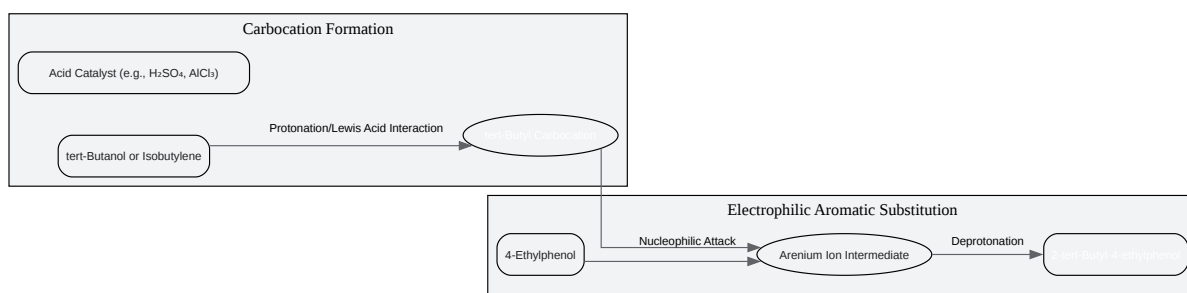 Carbocation Formation
Acid Catalyst (e.g., H₂SO₄, AlCl₃)
Protonation/Lewis Acid Interaction
tert-Butyl Carbocation
tert-Butanol or Isobutylene
Electrophilic Aromatic Substitution
4-Ethylphenol
Nucleophilic Attack
Arenium Ion Intermediate
Deprotonation
2-tert-Butyl-4-ethylphenol